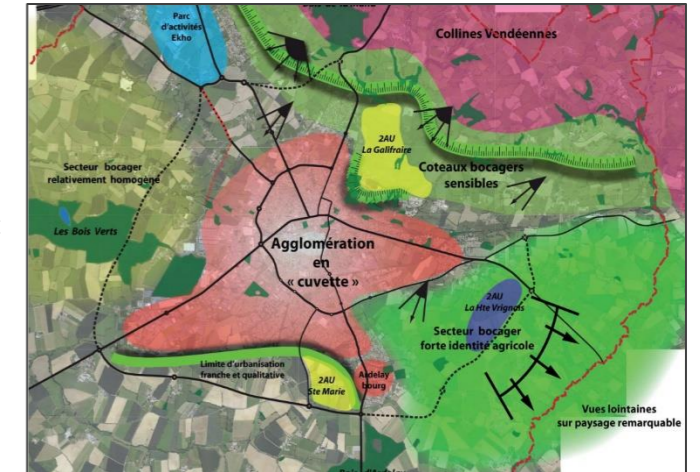 Parc
d'activités
Ekho
Collines Vendéennes
2AU
La Galifraire
Secteur bocager
relativement homogène
Coteaux bocagers
sensibles
Les Bois Verts
Agglomération
en
« cuvette »
2AU
La Hte Vrignais
Secteur bocager
forte identité agricole
Limite d'urbanisation
franche et qualitative
2AU
Ste Marie
Ardelay
bourg
Vues lointaines
sur paysage remarquable